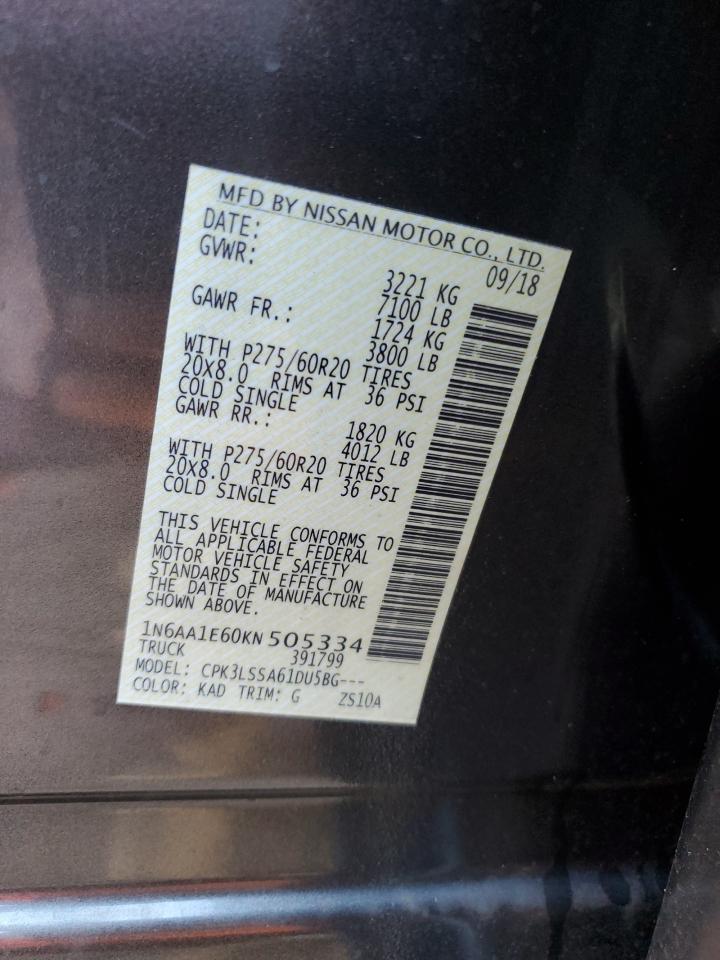 MFD BY NISSAN MOTOR CO., LTD.
DATE: 09/18
GVWR: 3221 KG
7100 LB
GAWR FR.: 1724 KG
3800 LB
WITH P275/60R20 TIRES
20X8.0 RIMS AT 36 PSI
COLD SINGLE
GAWR RR.: 1820 KG
4012 LB
WITH P275/60R20 TIRES
20X8.0 RIMS AT 36 PSI
COLD SINGLE
THIS VEHICLE CONFORMS TO
ALL APPLICABLE FEDERAL
MOTOR VEHICLE SAFETY
STANDARDS IN EFFECT ON
THE DATE OF MANUFACTURE
SHOWN ABOVE.
1N6AA1E60KN505334
TRUCK 391799
MODEL: CPK3LSSA61DU5BG---
COLOR: KAD TRIM: G ZS10A